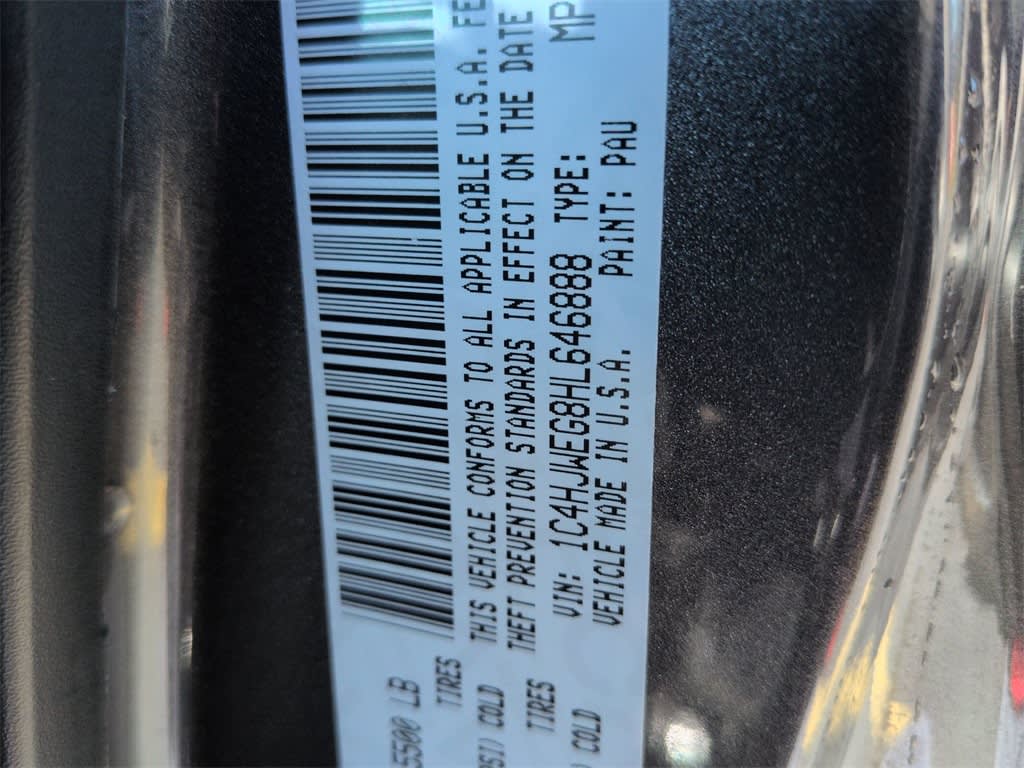 5500 LB
TIRES
COLD
THIS VEHICLE CONFORMS TO ALL APPLICABLE U.S.A. FE
THEFT PREVENTION STANDARDS IN EFFECT ON THE DATE
TIRES
COLD
VIN: 1C4HJWEG8HL646888 TYPE: MP
VEHICLE MADE IN U.S.A. PAINT: PAU